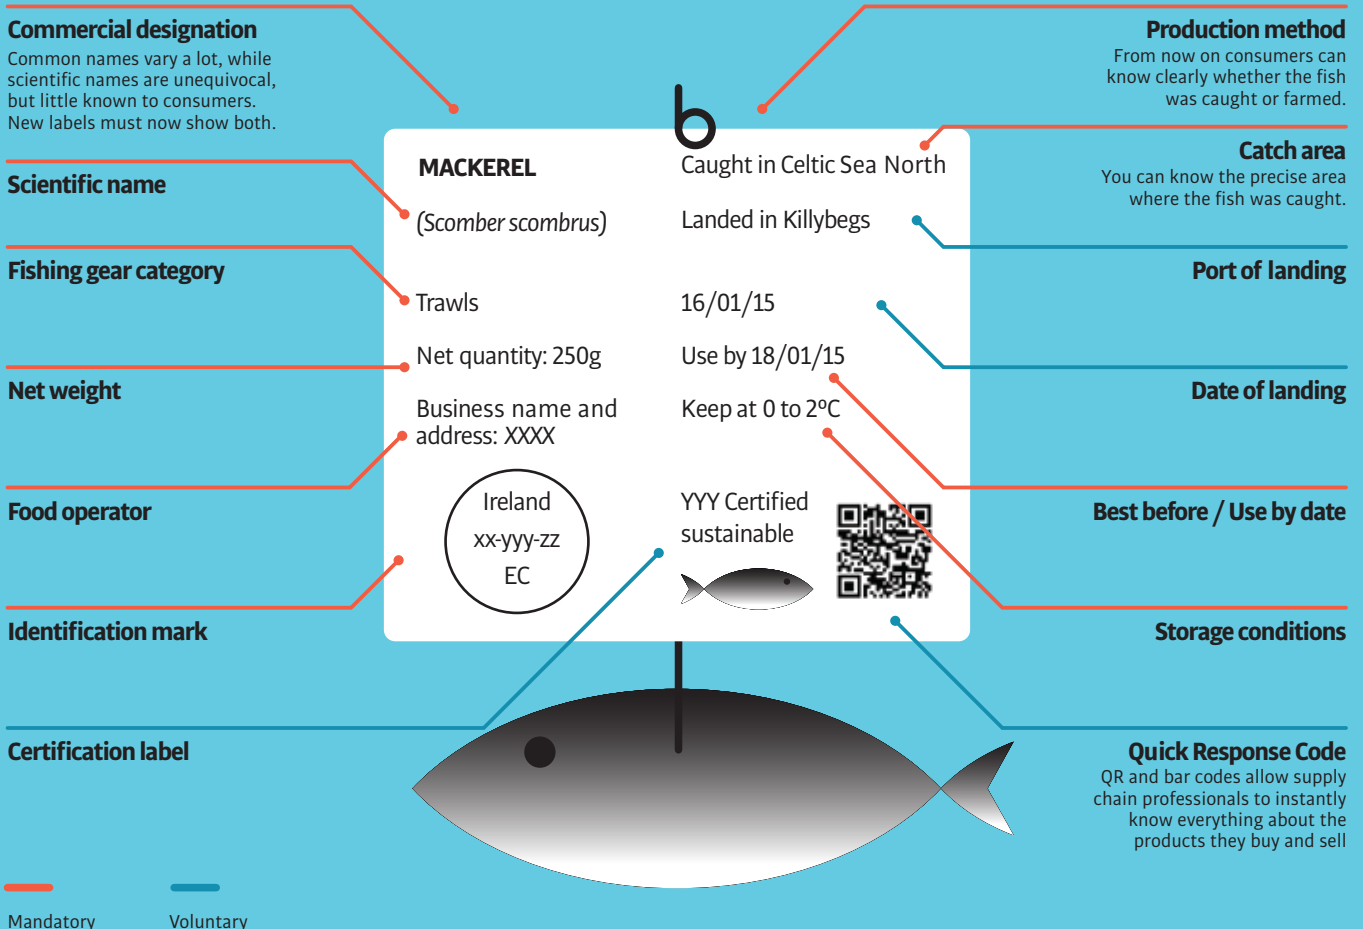 Commercial designation
Common names vary a lot, while
scientific names are unequivocal,
but little known to consumers.
New labels must now show both.
Scientific name
Fishing gear category
Net weight
Food operator
Identification mark
Certification label
MACKEREL
(Scomber scombrus)
Trawls
Net quantity: 250g
Business name and
address: XXXX
Ireland
xx-yyy-zz
EC
Caught in Celtic Sea North
Landed in Killybegs
16/01/15
Use by 18/01/15
Keep at 0 to 2ºC
YYY Certified
sustainable
Production method
From now on consumers can
know clearly whether the fish
was caught or farmed.
Catch area
You can know the precise area
where the fish was caught.
Port of landing
Date of landing
Best before / Use by date
Storage conditions
Quick Response Code
QR and bar codes allow supply
chain professionals to instantly
know everything about the
products they buy and sell
Mandatory
Voluntary